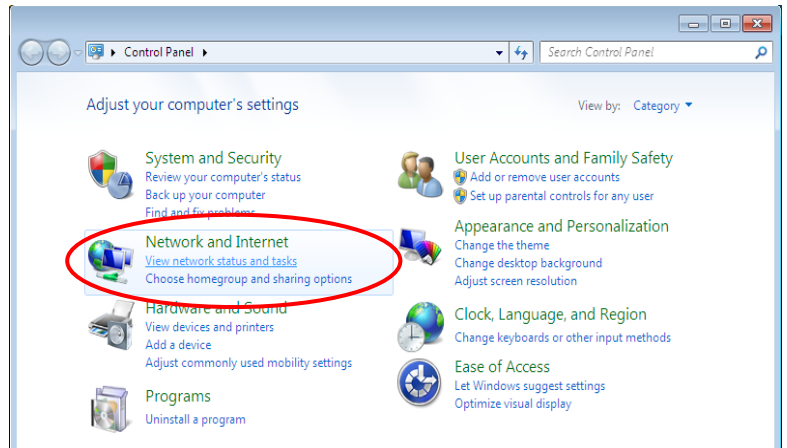 Control Panel
Search Control Panel
Adjust your computer's settings
View by: Category
System and Security
Review your computer's status
Back up your computer
Find and fix problems
Network and Internet
View network status and tasks
Choose homegroup and sharing options
Hardware and Sound
View devices and printers
Add a device
Adjust commonly used mobility settings
Programs
Uninstall a program
User Accounts and Family Safety
Add or remove user accounts
Set up parental controls for any user
Appearance and Personalization
Change the theme
Change desktop background
Adjust screen resolution
Clock, Language, and Region
Change keyboards or other input methods
Ease of Access
Let Windows suggest settings
Optimize visual display